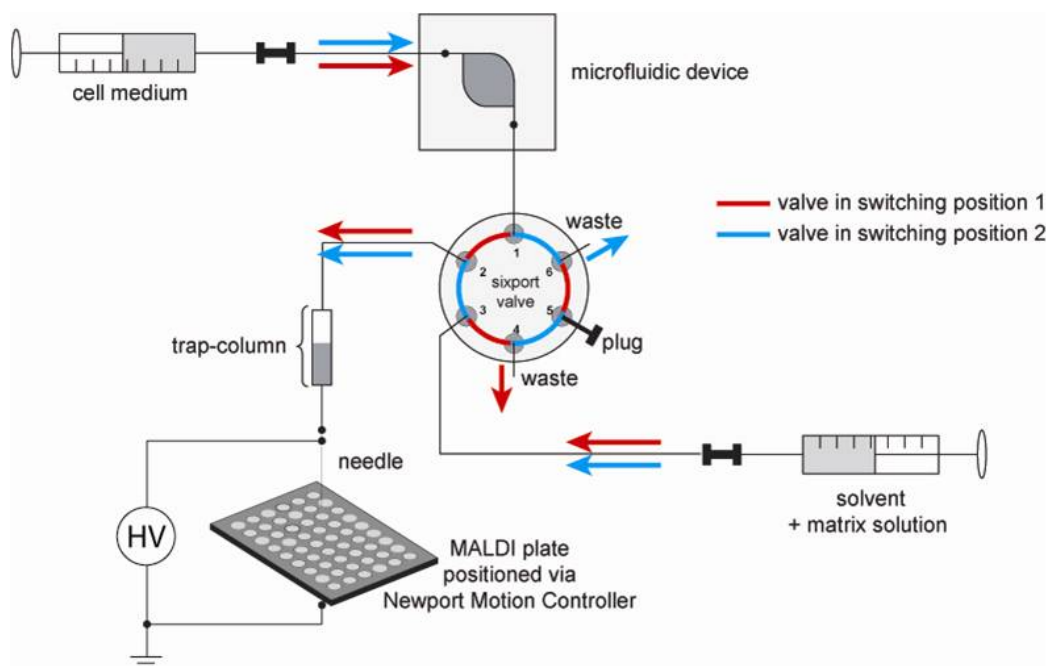 cell medium
microfluidic device
valve in switching position 1
valve in switching position 2
waste
1
2
6
sixport
valve
3
5
4
plug
trap-column
waste
needle
HV
solvent
+ matrix solution
MALDI plate
positioned via
Newport Motion Controller